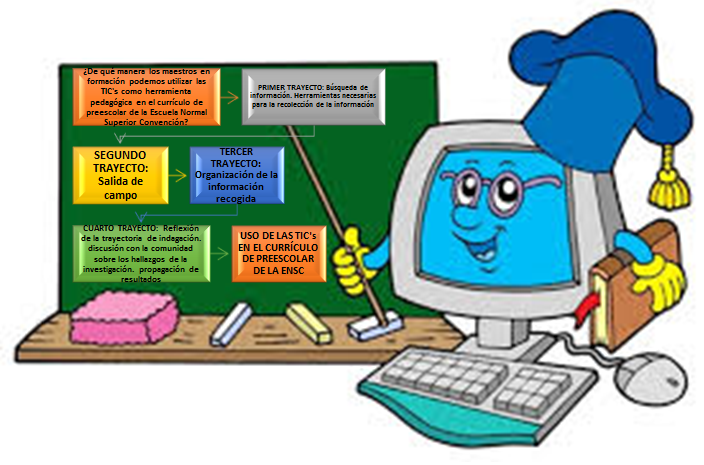 ¿De qué manera los maestros en
formación podemos utilizar las
TIC's como herramienta
pedagógica en el currículo de
preescolar de la Escuela Normal
Superior Convención?
PRIMER TRAYECTO: Búsqueda de
información. Herramientas necesarias
para la recolección de la información
SEGUNDO
TRAYECTO:
Salida de
campo
TERCER
TRAYECTO:
Organización de la
información
recogida
CUARTO TRAYECTO: Reflexión
de la trayectoria de indagación.
discusión con la comunidad
sobre los hallazgos de la
investigación. propagación de
resultados
USO DE LAS TIC's
EN EL CURRÍCULO
DE PREESCOLAR
DE LA ENSC